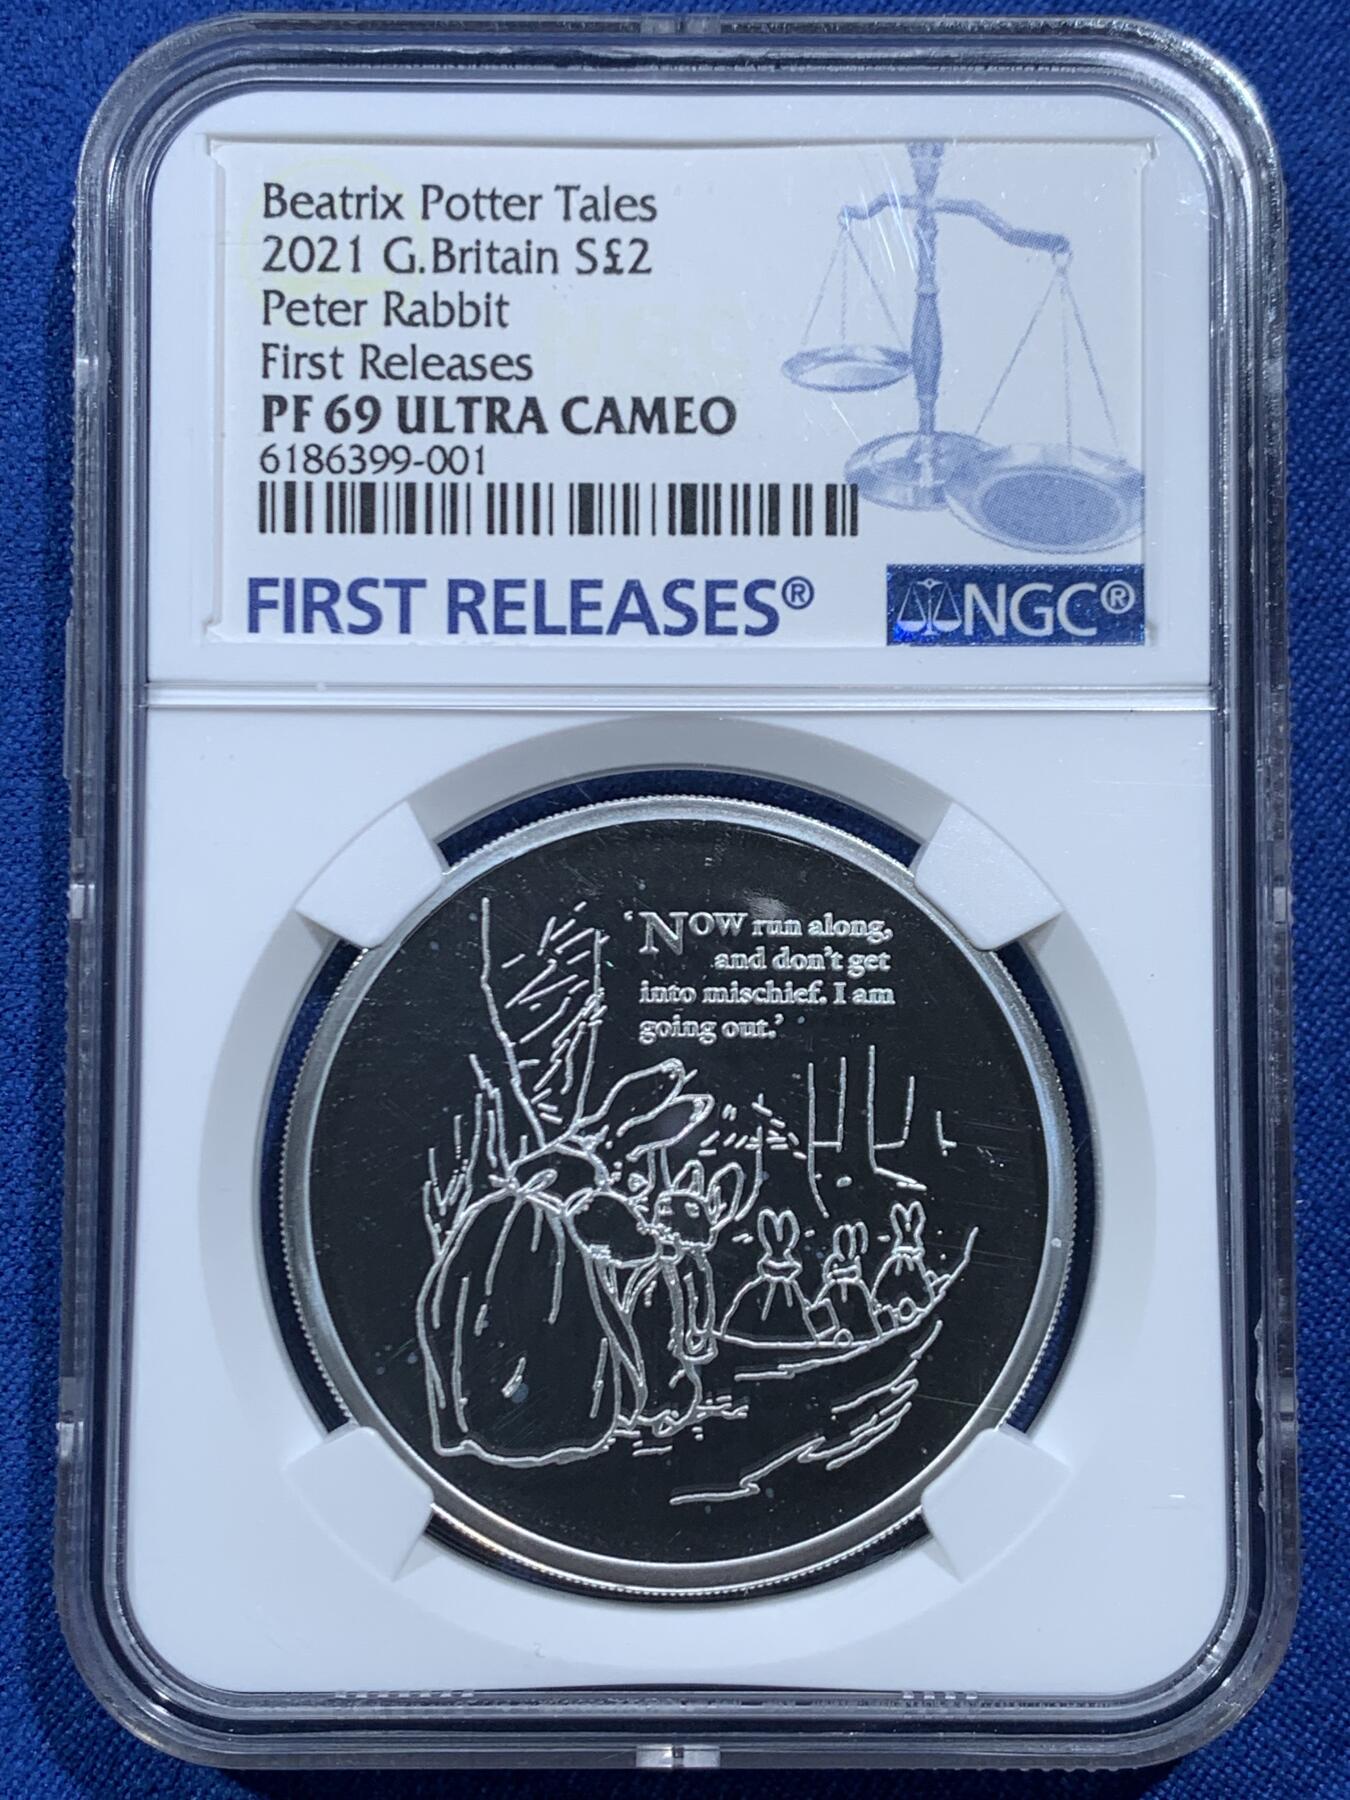 Beatrix Potter Tales
2021 G.Britain S£2
Peter Rabbit
First Releases
PF 69 ULTRA CAMEO
6186399-001
FIRST RELEASES®
NGC®
‘NOW run along,
and don’t get
into mischief. I am
going out.’